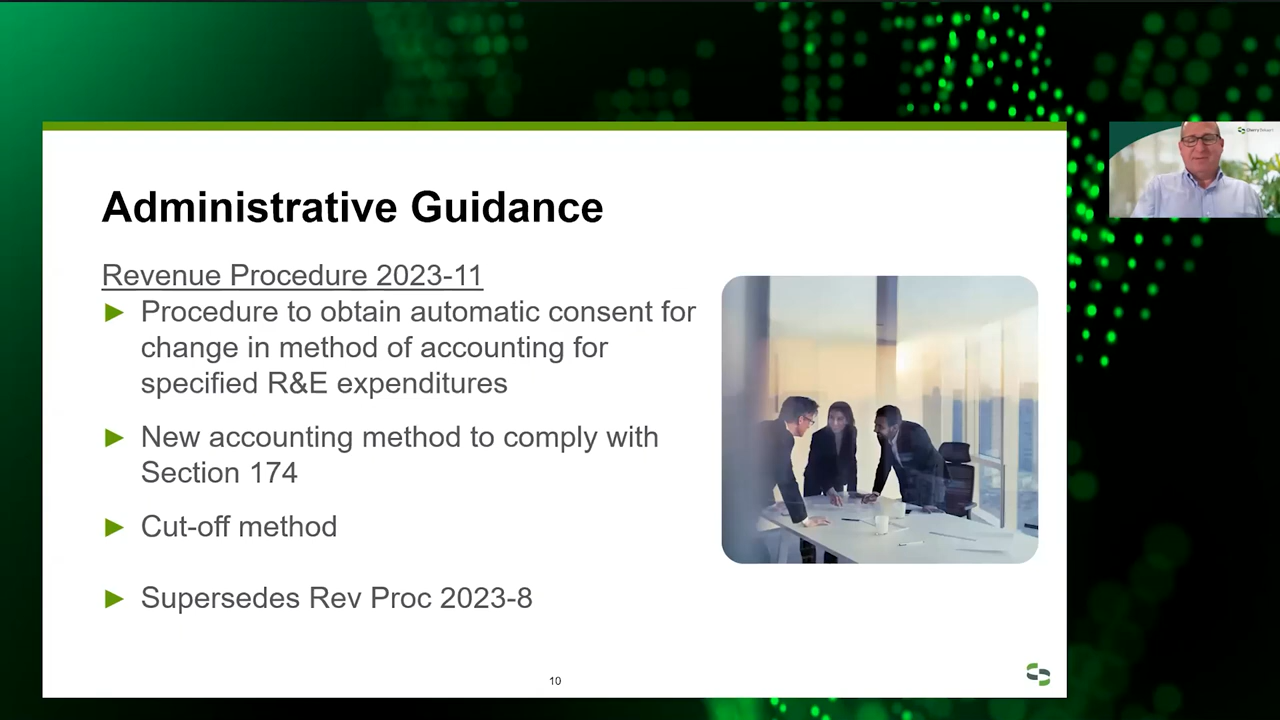 Administrative Guidance
Revenue Procedure 2023-11
► Procedure to obtain automatic consent for
change in method of accounting for
specified R&E expenditures
► New accounting method to comply with
Section 174
► Cut-off method
► Supersedes Rev Proc 2023-8
10